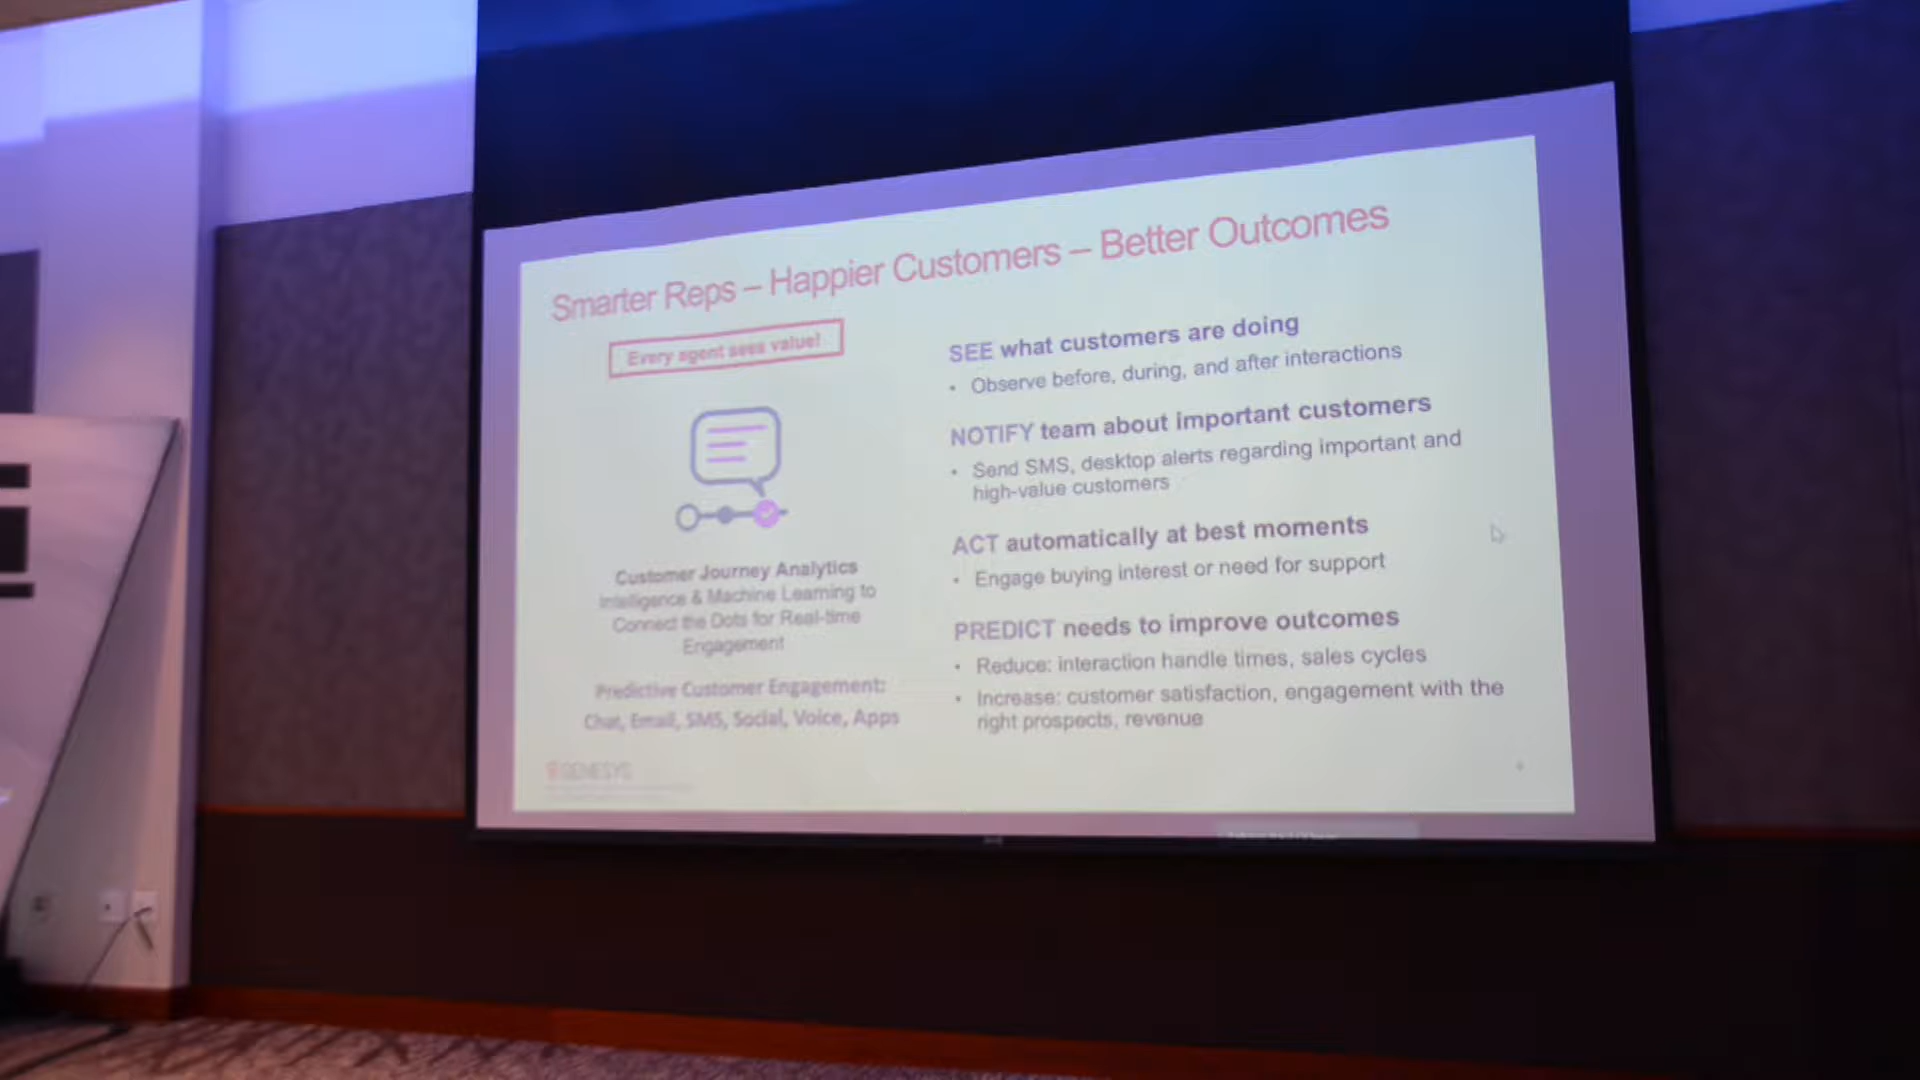 Smarter Reps – Happier Customers – Better Outcomes
Every agent sees value!
Customer Journey Analytics
Intelligence & Machine Learning to
Connect the Dots for Real-time
Engagement
Predictive Customer Engagement:
Chat, Email, SMS, Social, Voice, Apps
GENESYS
SEE what customers are doing
• Observe before, during, and after interactions
NOTIFY team about important customers
• Send SMS, desktop alerts regarding important and
high-value customers
ACT automatically at best moments
• Engage buying interest or need for support
PREDICT needs to improve outcomes
• Reduce: interaction handle times, sales cycles
• Increase: customer satisfaction, engagement with the
right prospects, revenue